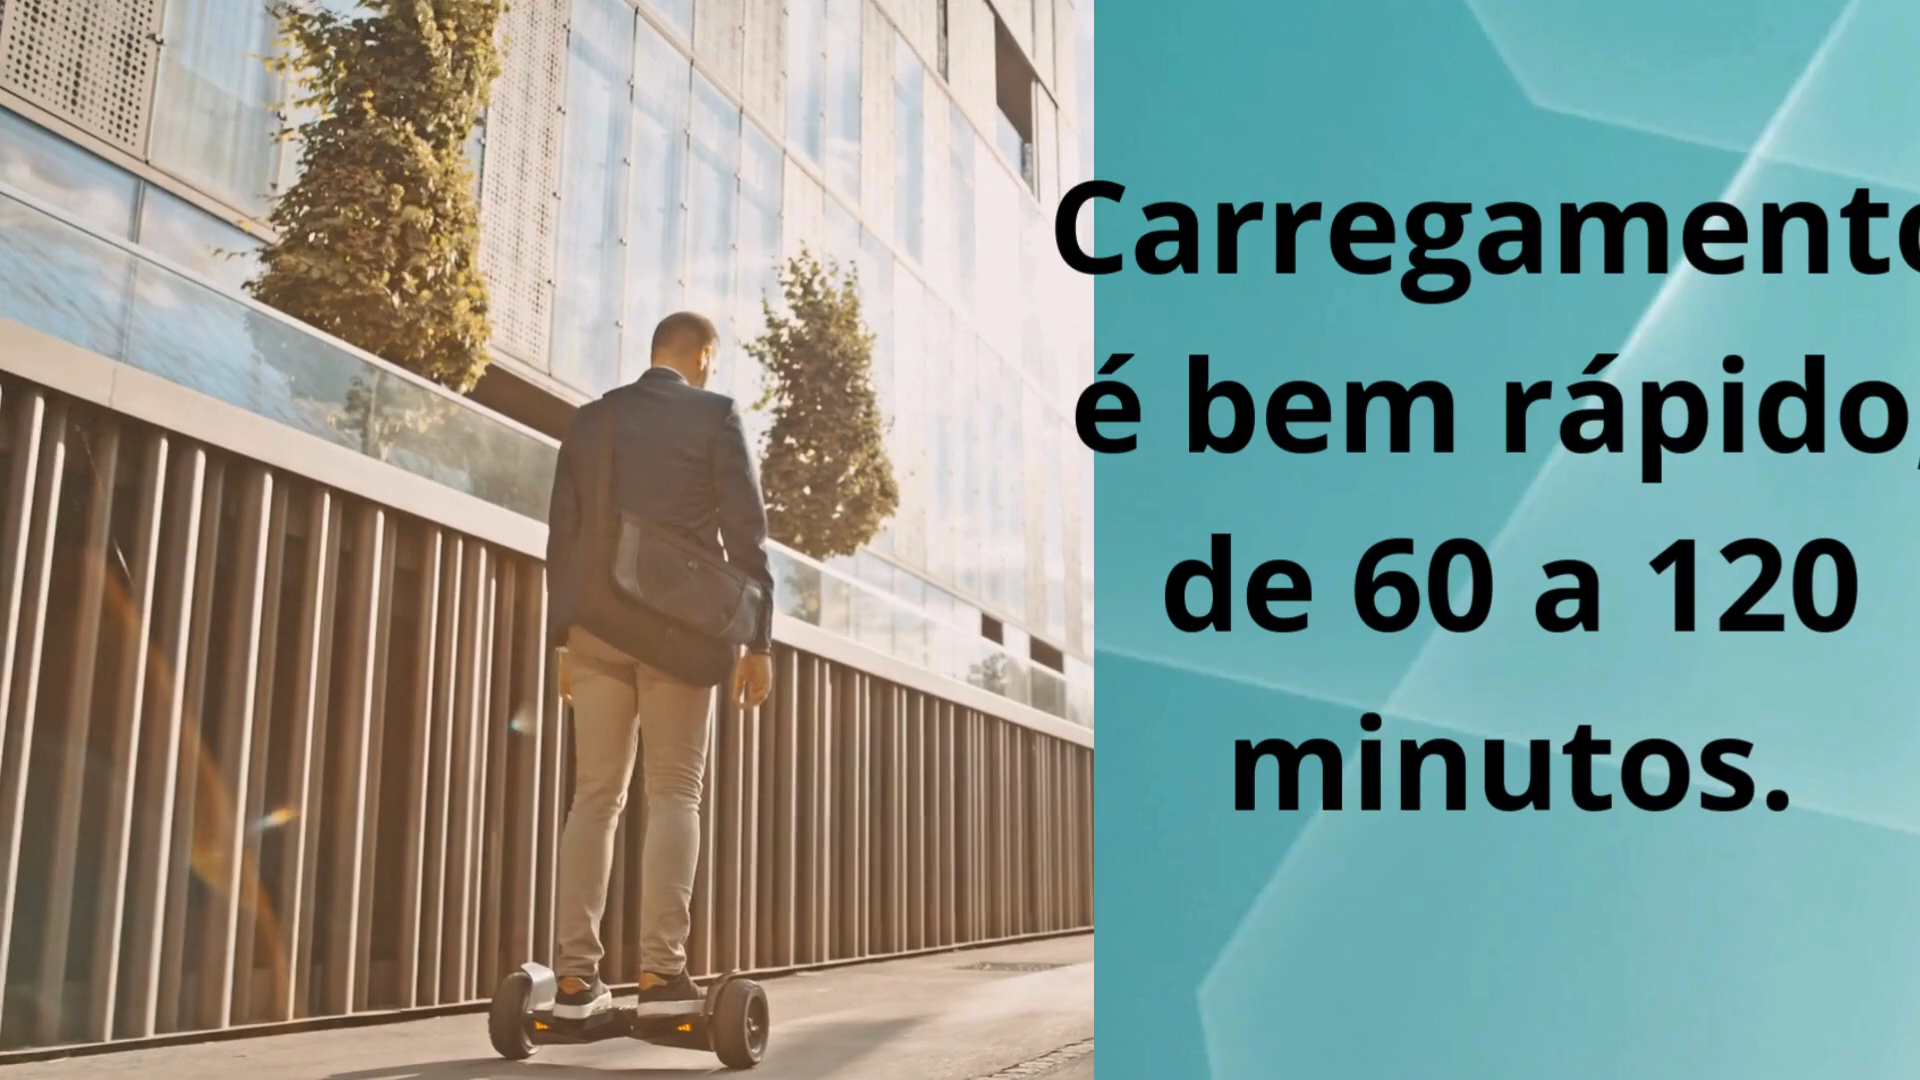 Carregamento
é bem rápido,
de 60 a 120
minutos.